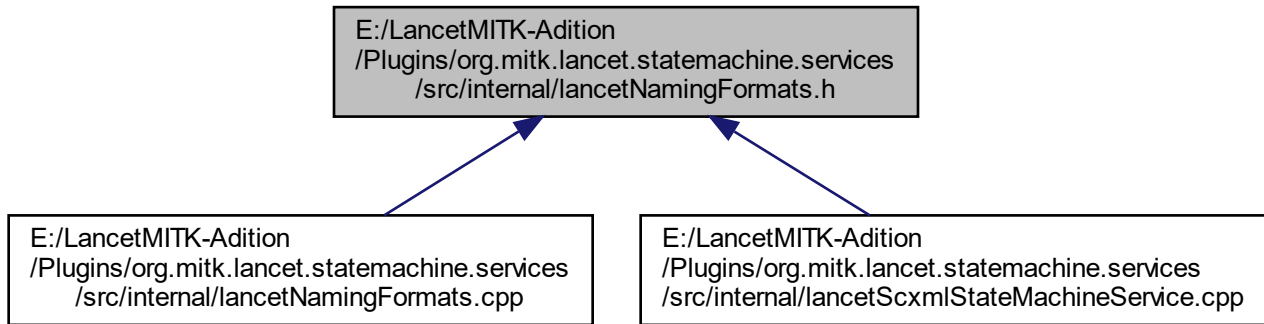 E:/LancetMITK-Adition
/Plugins/org.mitk.lancet.statemachine.services
/src/internal/lancetNamingFormats.h
E:/LancetMITK-Adition
/Plugins/org.mitk.lancet.statemachine.services
/src/internal/lancetNamingFormats.cpp
E:/LancetMITK-Adition
/Plugins/org.mitk.lancet.statemachine.services
/src/internal/lancetScxmlStateMachineService.cpp